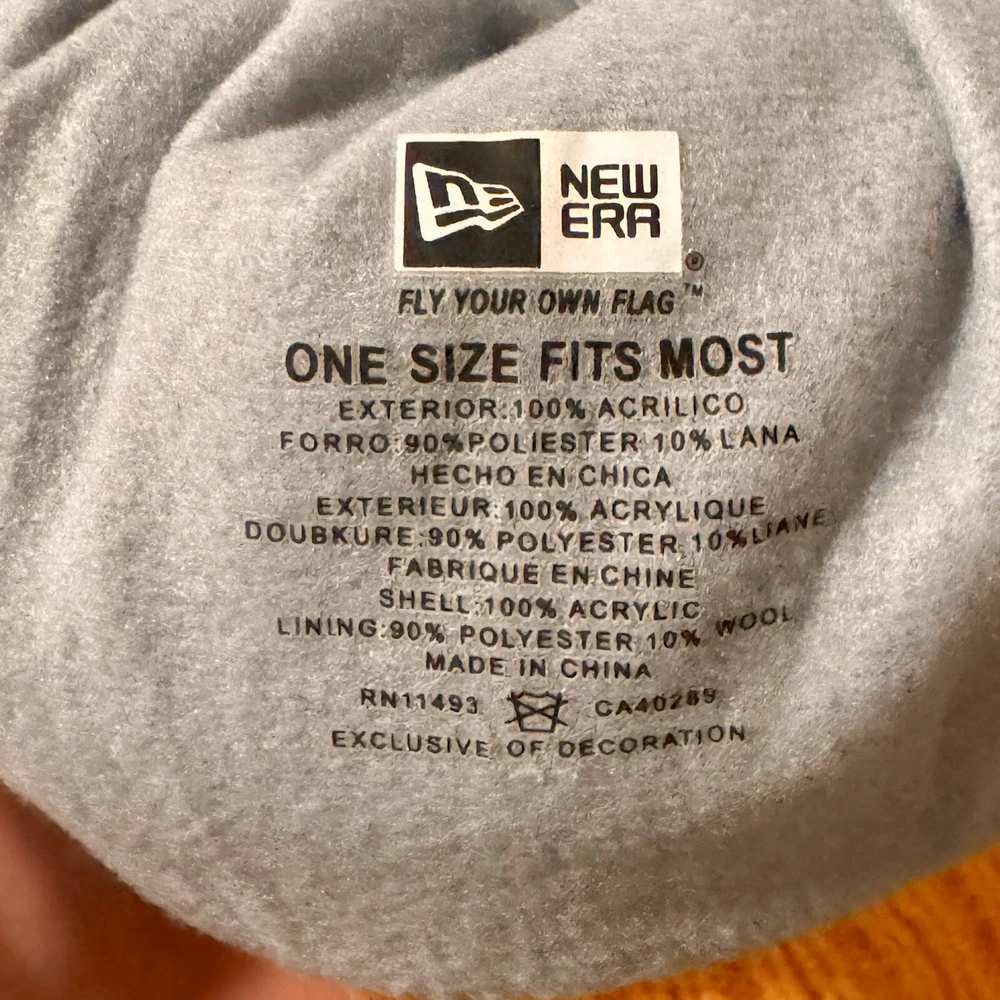 NEW
ERA
®
FLY YOUR OWN FLAG™
ONE SIZE FITS MOST
EXTERIOR:100% ACRILICO
FORRO:90%POLIESTER 10% LANA
HECHO EN CHICA
EXTERIEUR:100% ACRYLIQUE
DOUBKURE:90% POLYESTER 10%LIANE
FABRIQUE EN CHINE
SHELL:100% ACRYLIC
LINING:90% POLYESTER 10% WOOL
MADE IN CHINA
RN11493 CA40289
EXCLUSIVE OF DECORATION